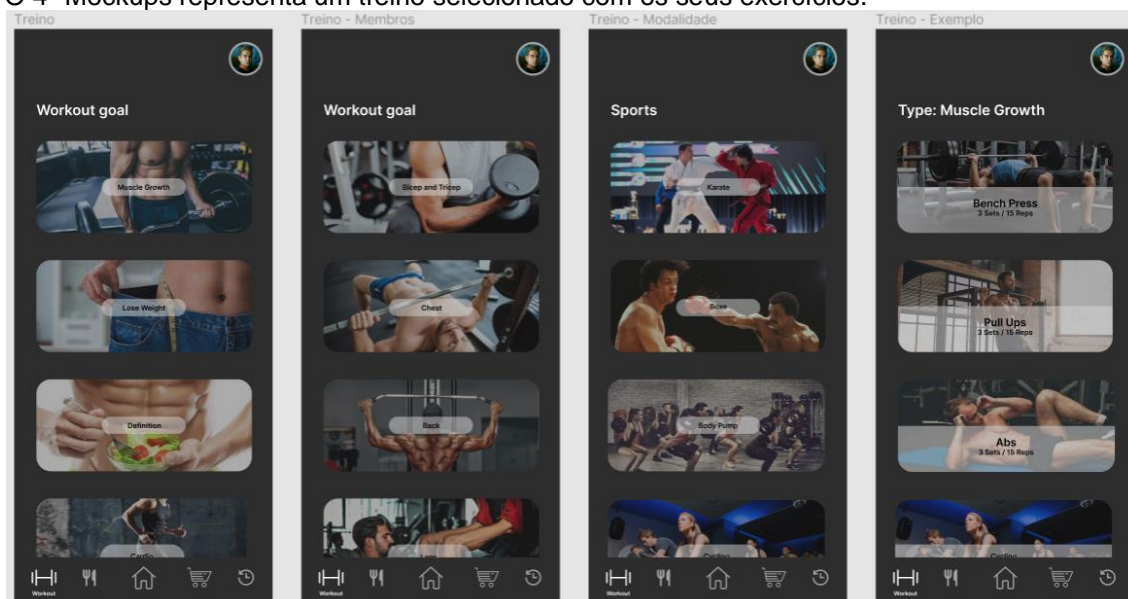 O 4º Mockups representa um treino selecionado com os seus exercícios.
Treino
Workout goal
Muscle Growth
Lose Weight
Definition
Cardio
Workout
Treino - Membros
Workout goal
Bicep and Tricep
Chest
Back
Legs
Workout
Treino - Modalidade
Sports
Karate
Boxe
Body Pump
Cycling
Workout
Treino - Exemplo
Type: Muscle Growth
Bench Press
3 Sets / 15 Reps
Pull Ups
3 Sets / 15 Reps
Abs
3 Sets / 15 Reps
Cycling
Workout